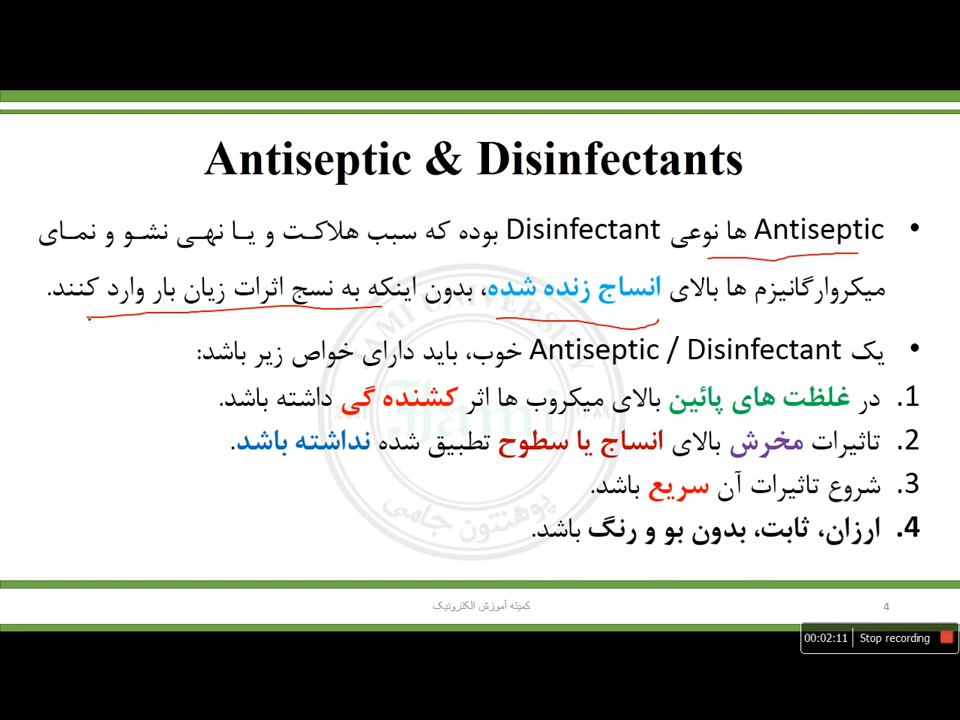 Antiseptic & Disinfectants
• Antiseptic ها نوعی Disinfectant بوده که سبب هلاکت و یا نهی نشو و نمای
میکروارگانیزم ها بالای انساج زنده شده، بدون اینکه به نسج اثرات زیان بار وارد کنند.
• یک Antiseptic / Disinfectant خوب، باید دارای خواص زیر باشد:
1. در غلظت های پائین بالای میکروب ها اثر کشنده گی داشته باشد.
2. تاثیرات مخرش بالای انساج یا سطوح تطبیق شده نداشته باشد.
3. شروع تاثیرات آن سریع باشد.
4. ارزان، ثابت، بدون بو و رنگ باشد.
پوهنتون جامی
کمیته آموزش الکترونیک
4
00:02:11 Stop recording